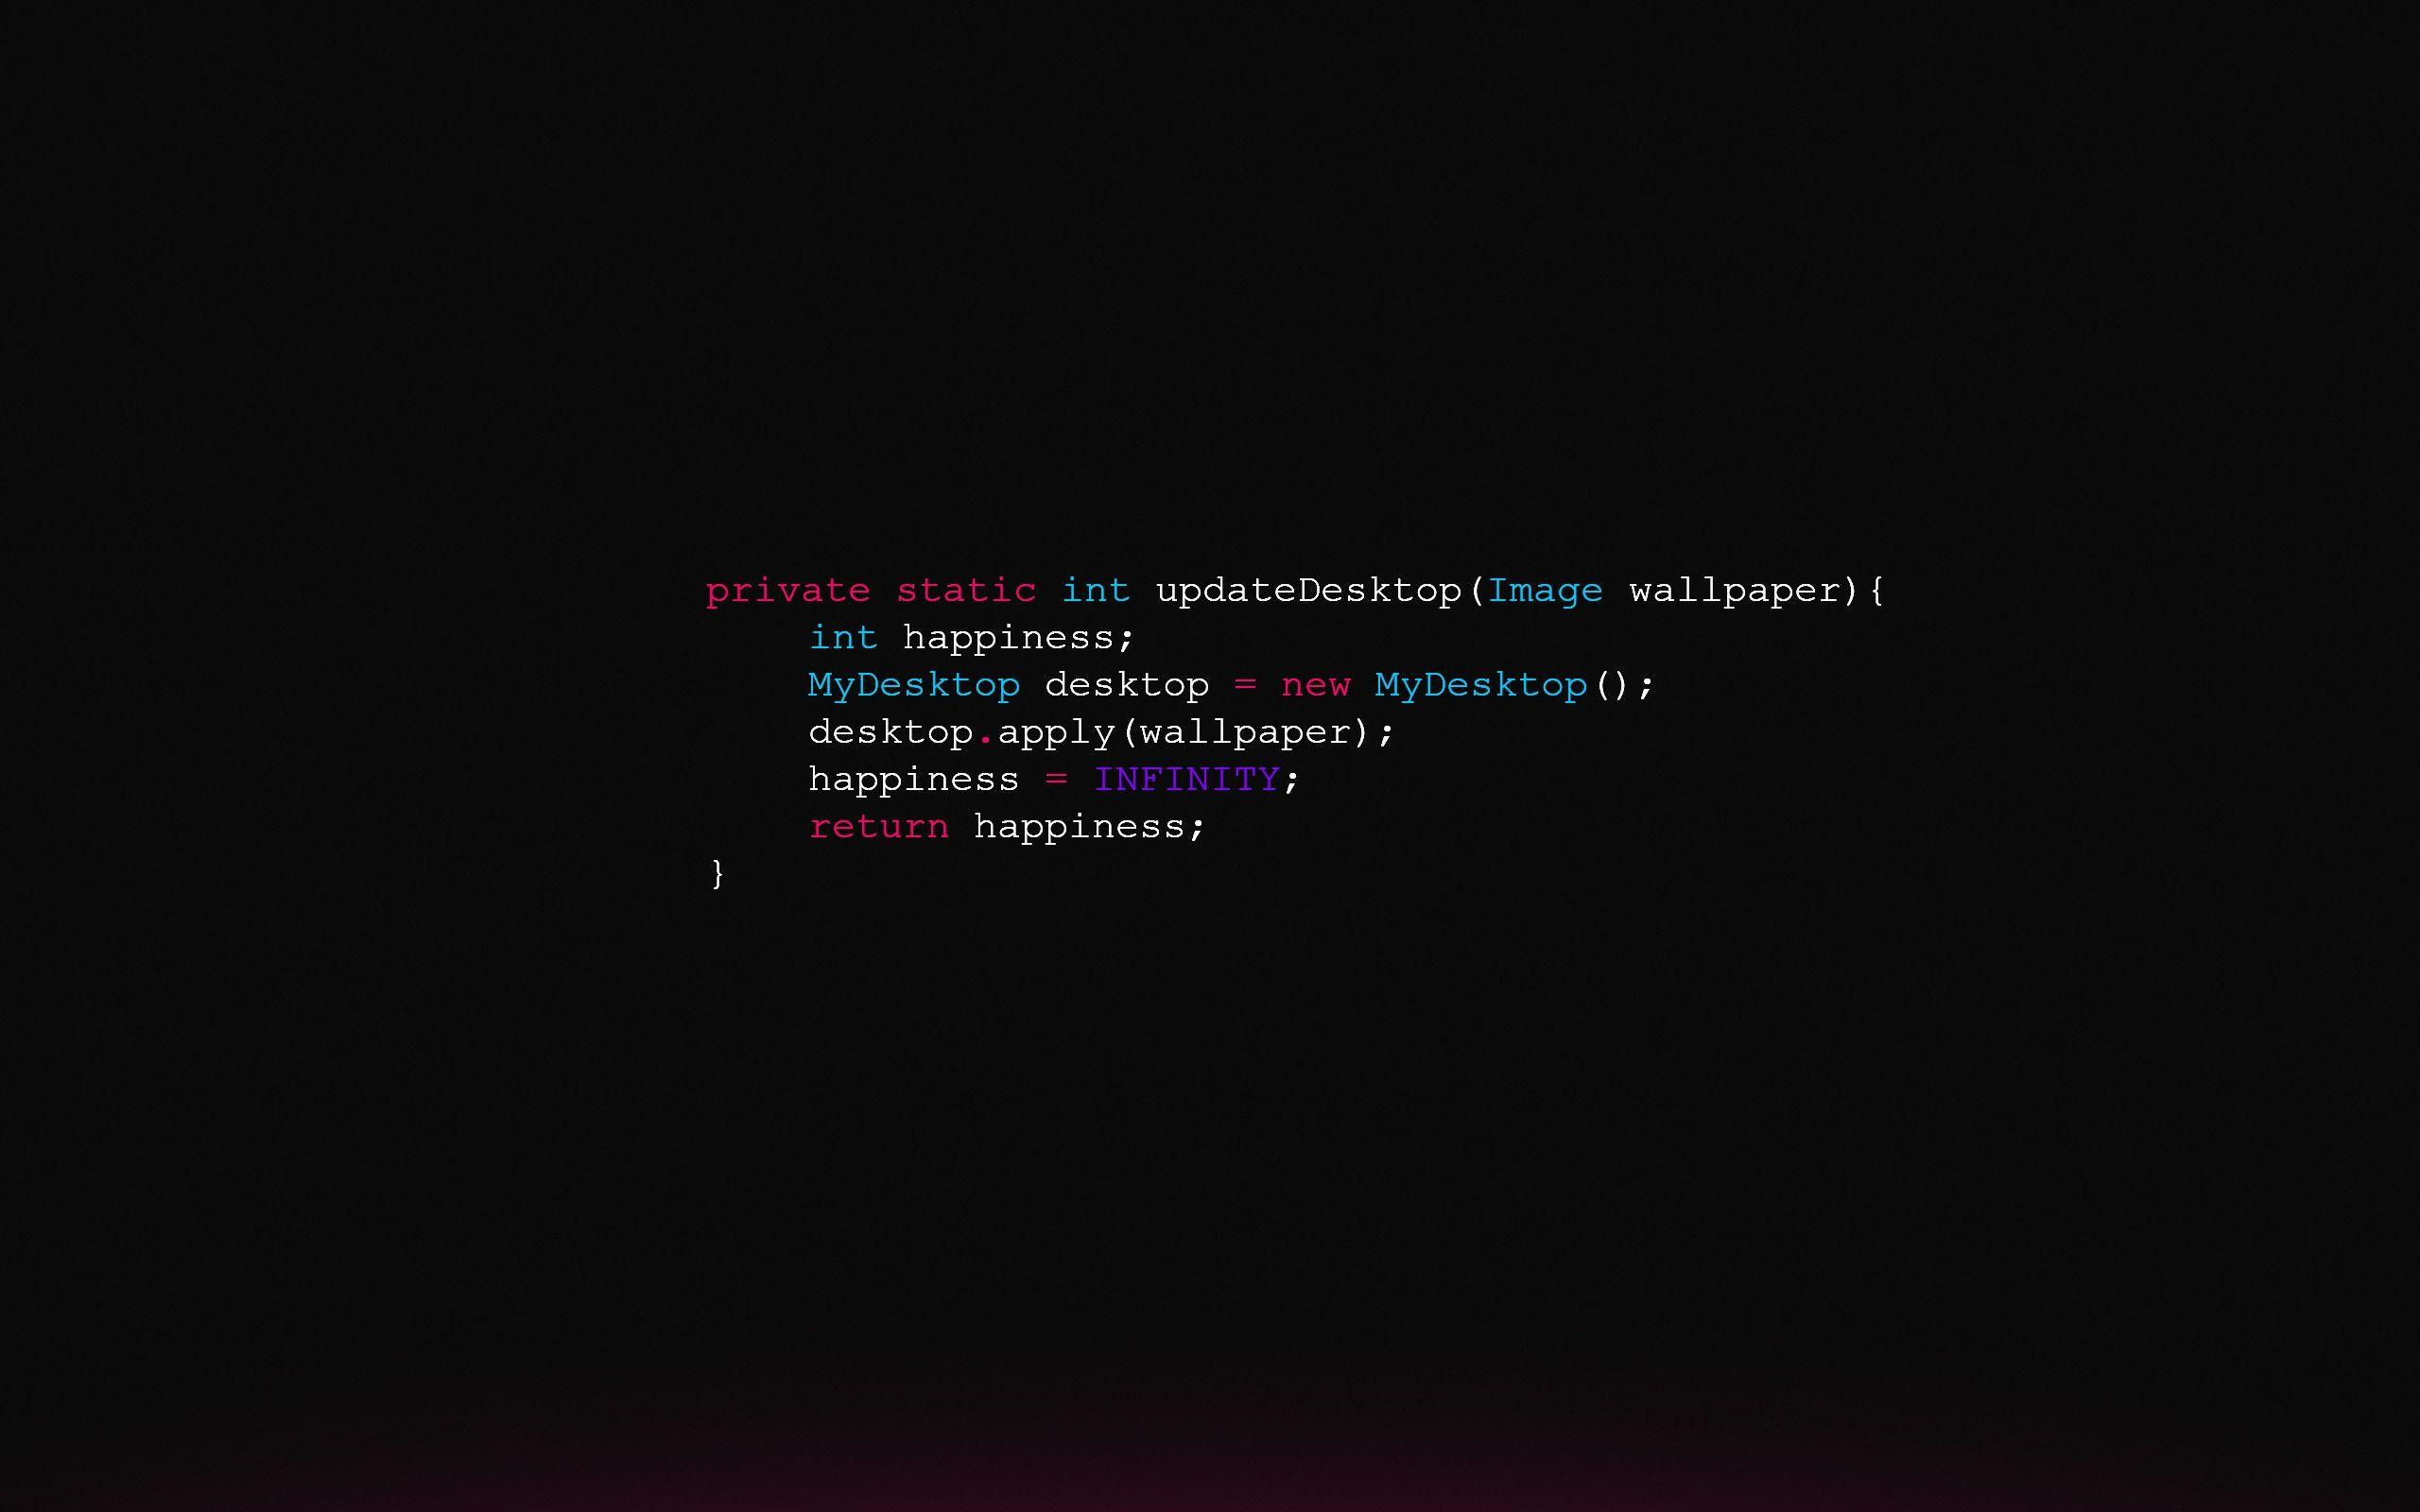 private static int updateDesktop(Image wallpaper){
int happiness;
MyDesktop desktop = new MyDesktop();
desktop.apply(wallpaper);
happiness = INFINITY;
return happiness;
}